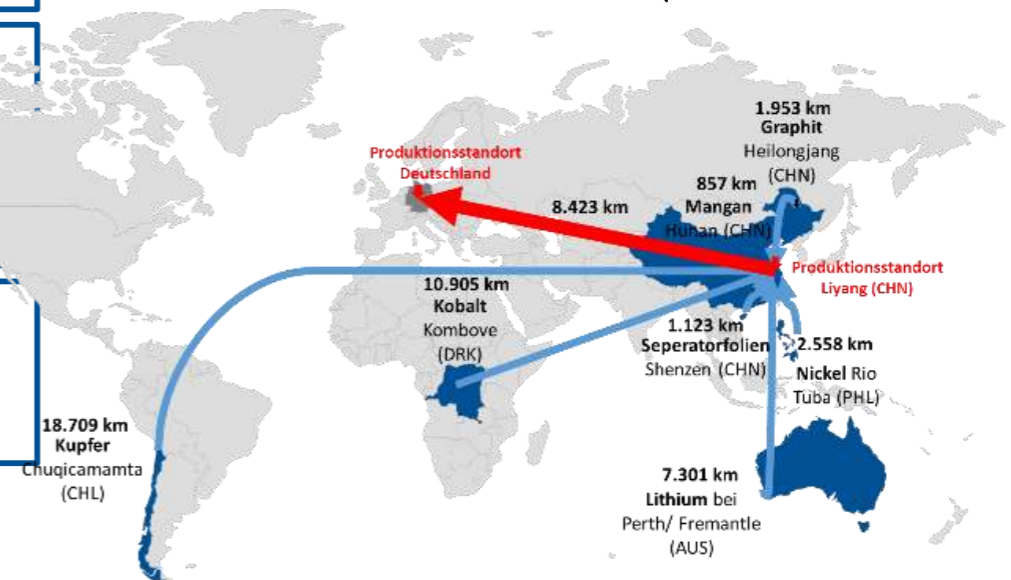 1.953 km
Graphit
Heilongjang
(CHN)
Produktionsstandort
Deutschland
857 km
Mangan
Hunan (CHN)
8.423 km
Produktionsstandort
Liyang (CHN)
10.905 km
Kobalt
Kombove
(DRK)
1.123 km
Seperatorfolien
Shenzen (CHN)
2.558 km
Nickel Rio
Tuba (PHL)
18.709 km
Kupfer
Chuqicamamta
(CHL)
7.301 km
Lithium bei
Perth/ Fremantle
(AUS)